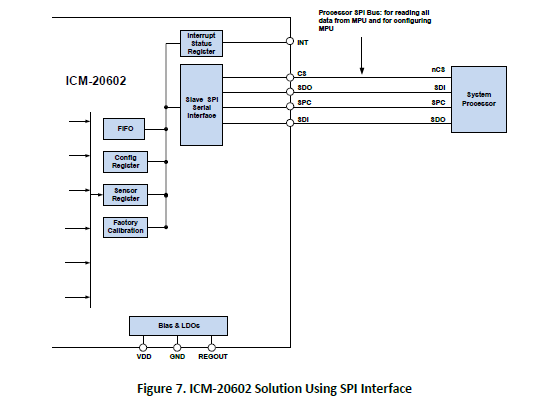 Processor SPI Bus: for reading all
data from MPU and for configuring
MPU
Interrupt
Status
Register
INT
ICM-20602
CS
nCS
Slave SPI
Serial
Interface
SDO
SDI
System
Processor
SPC
SPC
SDI
SDO
FIFO
Config
Register
Sensor
Register
Factory
Calibration
Bias & LDOs
VDD
GND
REGOUT
Figure 7. ICM-20602 Solution Using SPI Interface